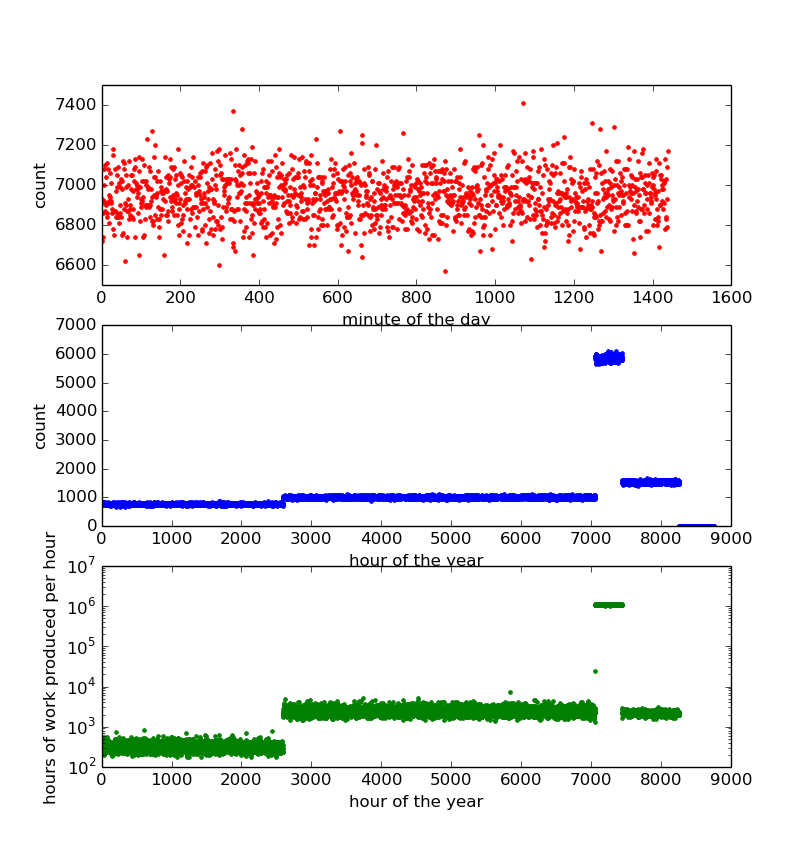 7400
7200
7000
6800
6600
count
0 200 400 600 800 1000 1200 1400 1600
minute of the day
7000
6000
5000
4000
3000
2000
1000
0
count
0 1000 2000 3000 4000 5000 6000 7000 8000 9000
hour of the year
10^7
10^6
10^5
10^4
10^3
10^2
hours of work produced per hour
0 1000 2000 3000 4000 5000 6000 7000 8000 9000
hour of the year